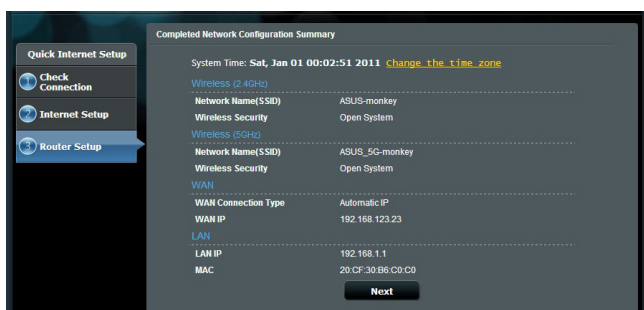 Completed Network Configuration Summary
Quick Internet Setup
1 Check Connection
2 Internet Setup
3 Router Setup
System Time: Sat, Jan 01 00:02:51 2011 Change the time zone
Wireless (2.4GHz)
Network Name(SSID) ASUS-monkey
Wireless Security Open System
Wireless (5GHz)
Network Name(SSID) ASUS_5G-monkey
Wireless Security Open System
WAN
WAN Connection Type Automatic IP
WAN IP 192.168.123.23
LAN
LAN IP 192.168.1.1
MAC 20:CF:30:B6:C0:C0
Next